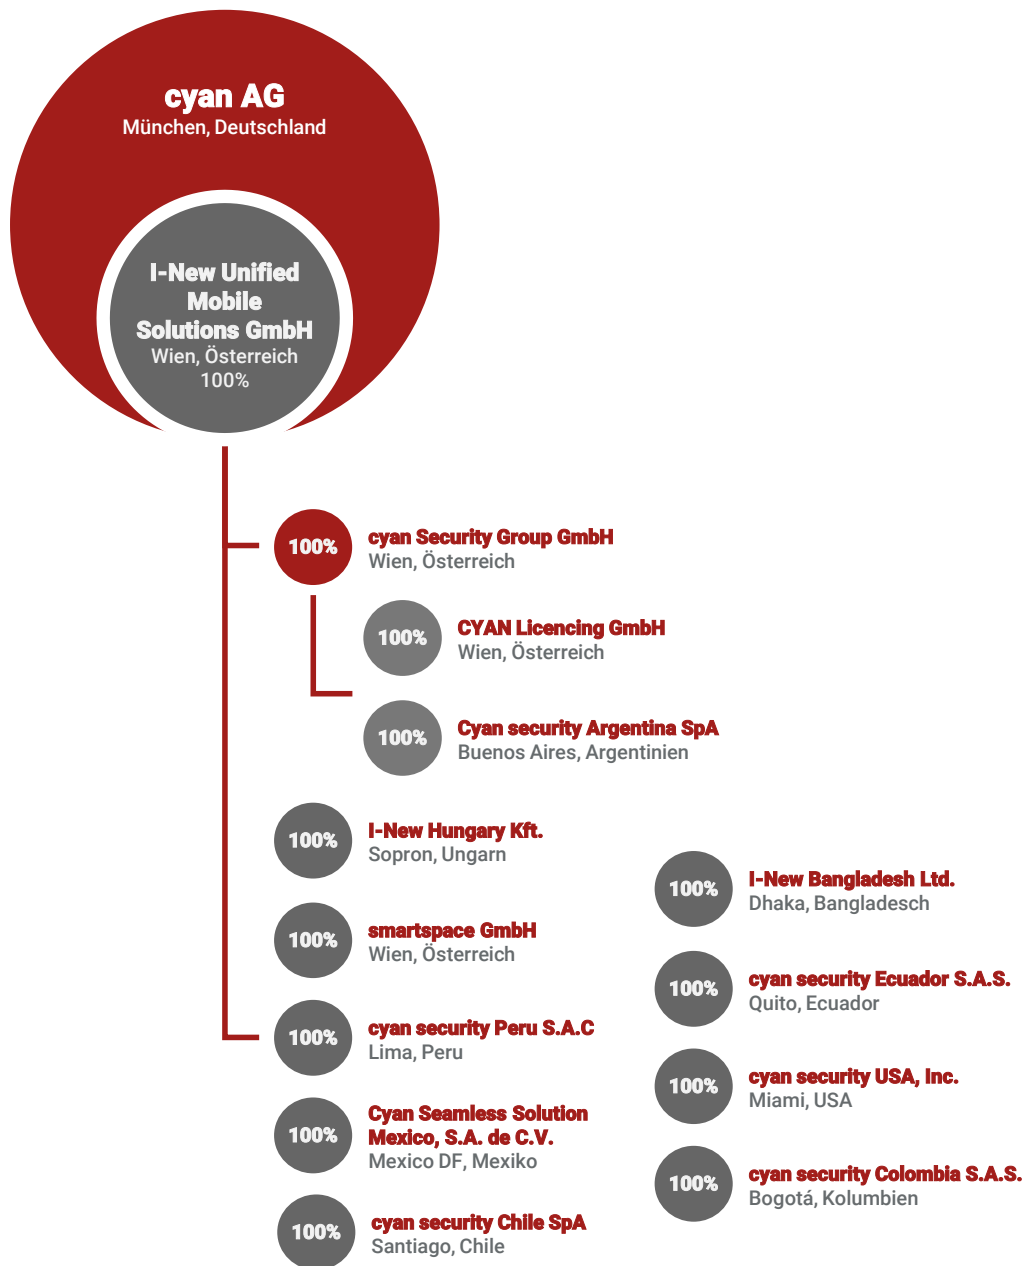 cyan AG
München, Deutschland
I-New Unified
Mobile
Solutions GmbH
Wien, Österreich
100%
100%
cyan Security Group GmbH
Wien, Österreich
100%
CYAN Licencing GmbH
Wien, Österreich
100%
Cyan security Argentina SpA
Buenos Aires, Argentinien
100%
I-New Hungary Kft.
Sopron, Ungarn
100%
smartspace GmbH
Wien, Österreich
100%
cyan security Peru S.A.C
Lima, Peru
100%
Cyan Seamless Solution
Mexico, S.A. de C.V.
Mexico DF, Mexiko
100%
cyan security Chile SpA
Santiago, Chile
100%
I-New Bangladesh Ltd.
Dhaka, Bangladesch
100%
cyan security Ecuador S.A.S.
Quito, Ecuador
100%
cyan security USA, Inc.
Miami, USA
100%
cyan security Colombia S.A.S.
Bogotá, Kolumbien